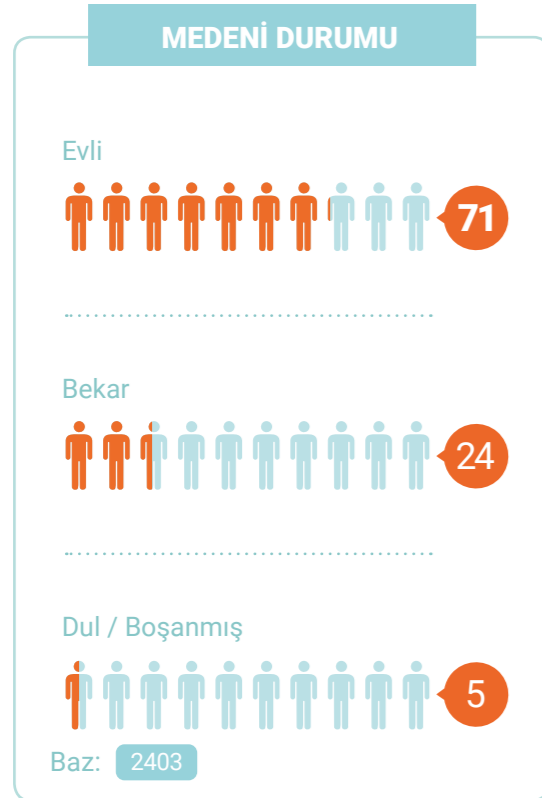 MEDENİ DURUMU
Evli
71
Bekar
24
Dul / Boşanmış
5
Baz: 2403